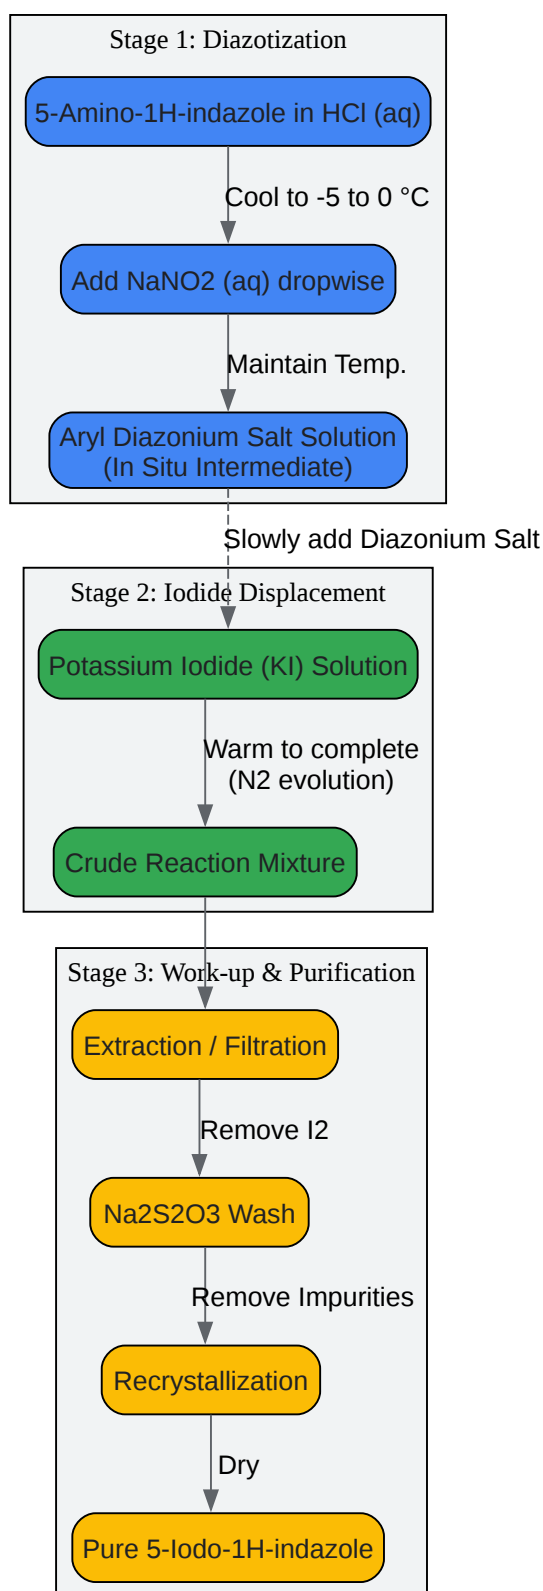 Stage 1: Diazotization
5-Amino-1H-indazole in HCl (aq)
Cool to -5 to 0 °C
Add NaNO2 (aq) dropwise
Maintain Temp.
Aryl Diazonium Salt Solution
(In Situ Intermediate)
Slowly add Diazonium Salt
Stage 2: Iodide Displacement
Potassium Iodide (KI) Solution
Warm to complete
(N2 evolution)
Crude Reaction Mixture
Stage 3: Work-up & Purification
Extraction / Filtration
Remove I2
Na2S2O3 Wash
Remove Impurities
Recrystallization
Dry
Pure 5-Iodo-1H-indazole